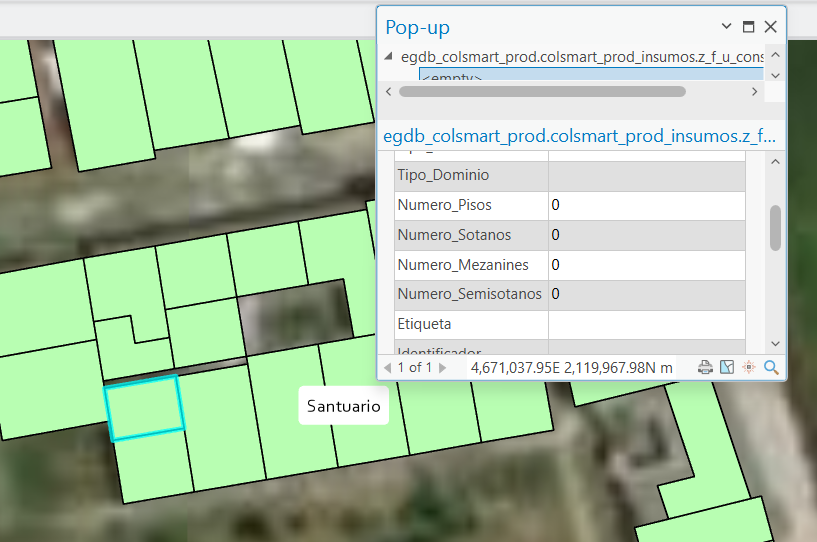 Pop-up
egdb_colsmart_prod.colsmart_prod_insumos.z_f_u_cons
<empty>
egdb_colsmart_prod.colsmart_prod_insumos.z_f...
Tipo_Dominio
Numero_Pisos 0
Numero_Sotanos 0
Numero_Mezanines 0
Numero_Semisotanos 0
Etiqueta
Identificador
1 of 1 4,671,037.95E 2,119,967.98N m
Santuario